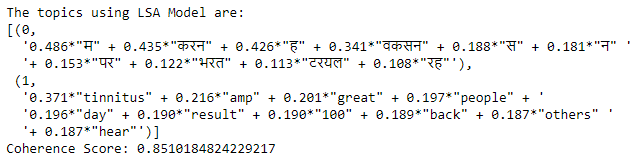 The topics using LSA Model are:
[(0,
  '0.486*"म" + 0.435*"करन" + 0.426*"ह" + 0.341*"वकसन" + 0.188*"स" + 0.181*"न" '
  '+ 0.153*"पर" + 0.122*"भरत" + 0.113*"टरयल" + 0.108*"रह"'),
 (1,
  '0.371*"tinnitus" + 0.216*"amp" + 0.201*"great" + 0.197*"people" + '
  '0.196*"day" + 0.190*"result" + 0.190*"100" + 0.189*"back" + 0.187*"others" '
  '+ 0.187*"hear"')]
Coherence Score: 0.8510184824229217